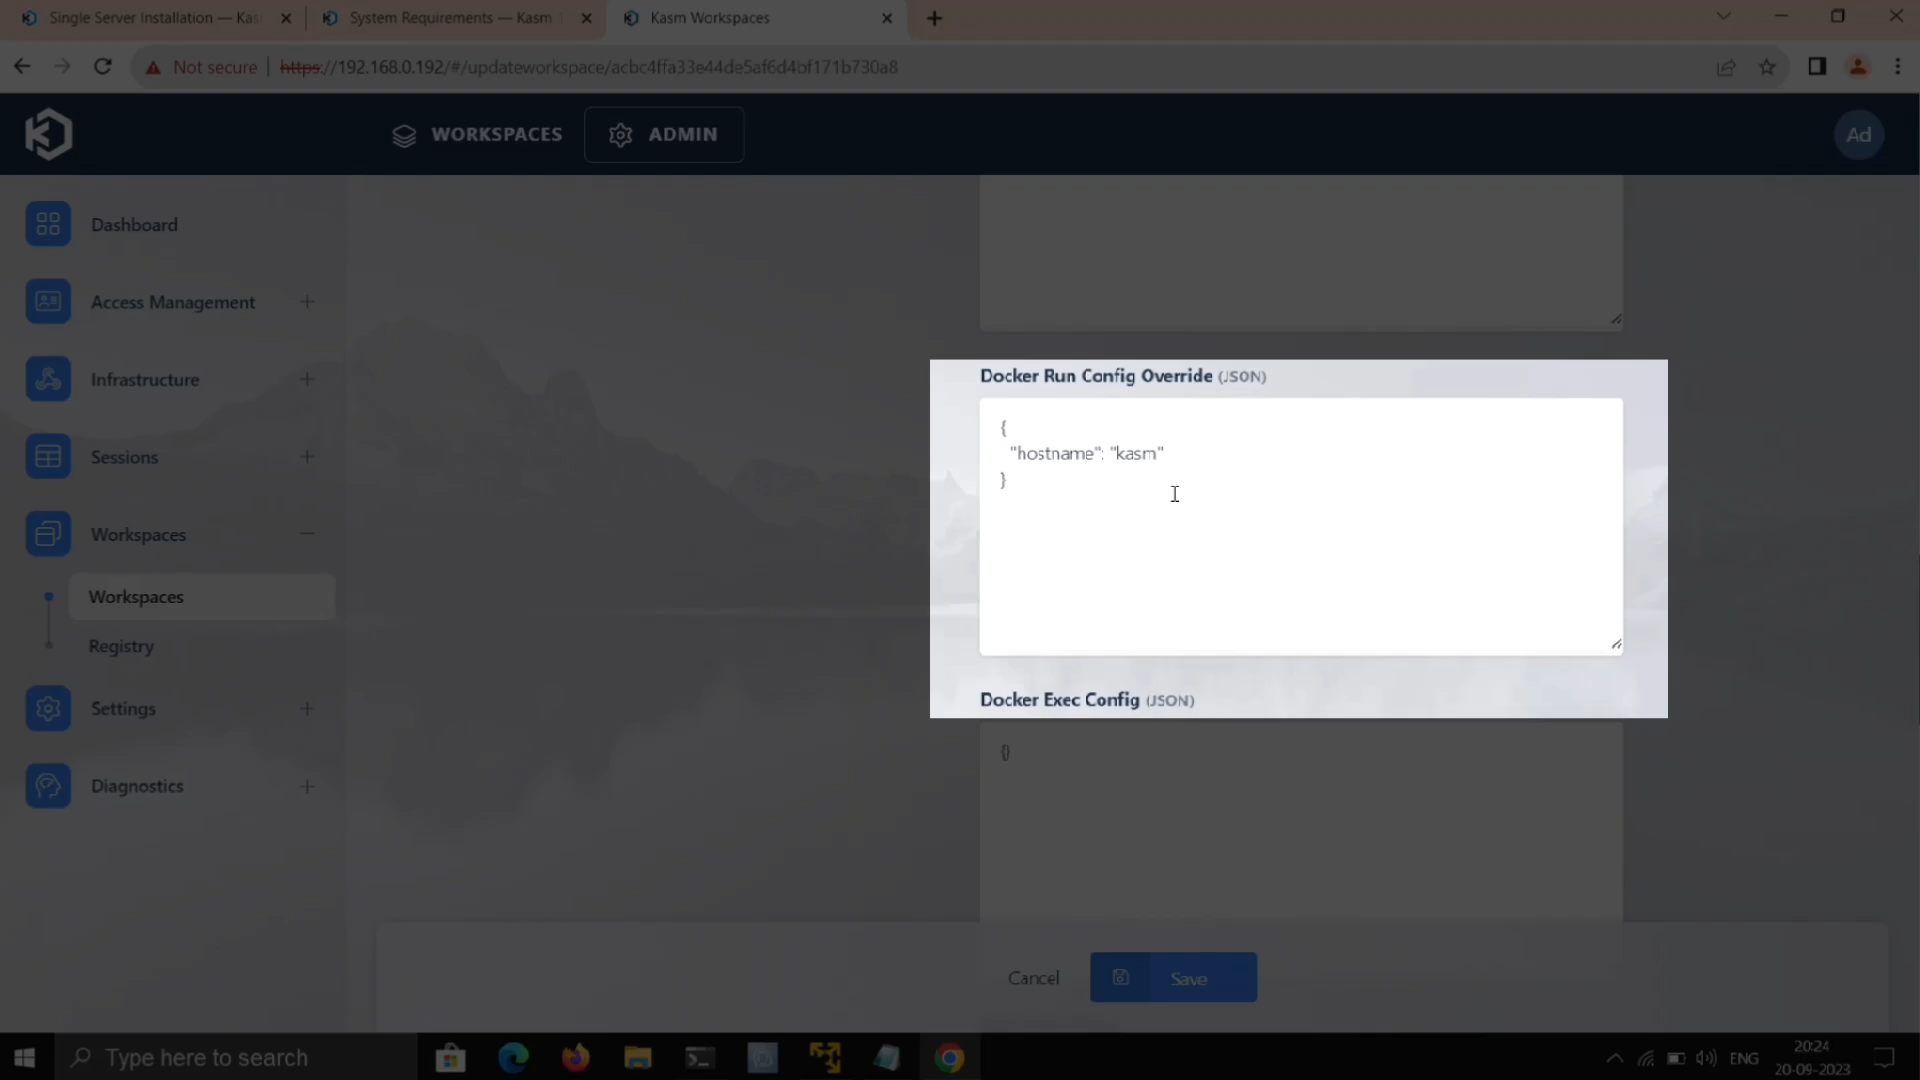 Single Server Installation — Kas
System Requirements — Kasm
Kasm Workspaces
Not secure
https://192.168.0.192/#/updateworkspace/acbc4ffa33e44de5af6d4bf171b730a8
WORKSPACES
ADMIN
Ad
Dashboard
Access Management
Infrastructure
Sessions
Workspaces
Workspaces
Registry
Settings
Diagnostics
Docker Run Config Override (JSON)
{
"hostname": "kasm"
}
Docker Exec Config (JSON)
{}
Cancel
Save
Type here to search
ENG
20:24
20-09-2023